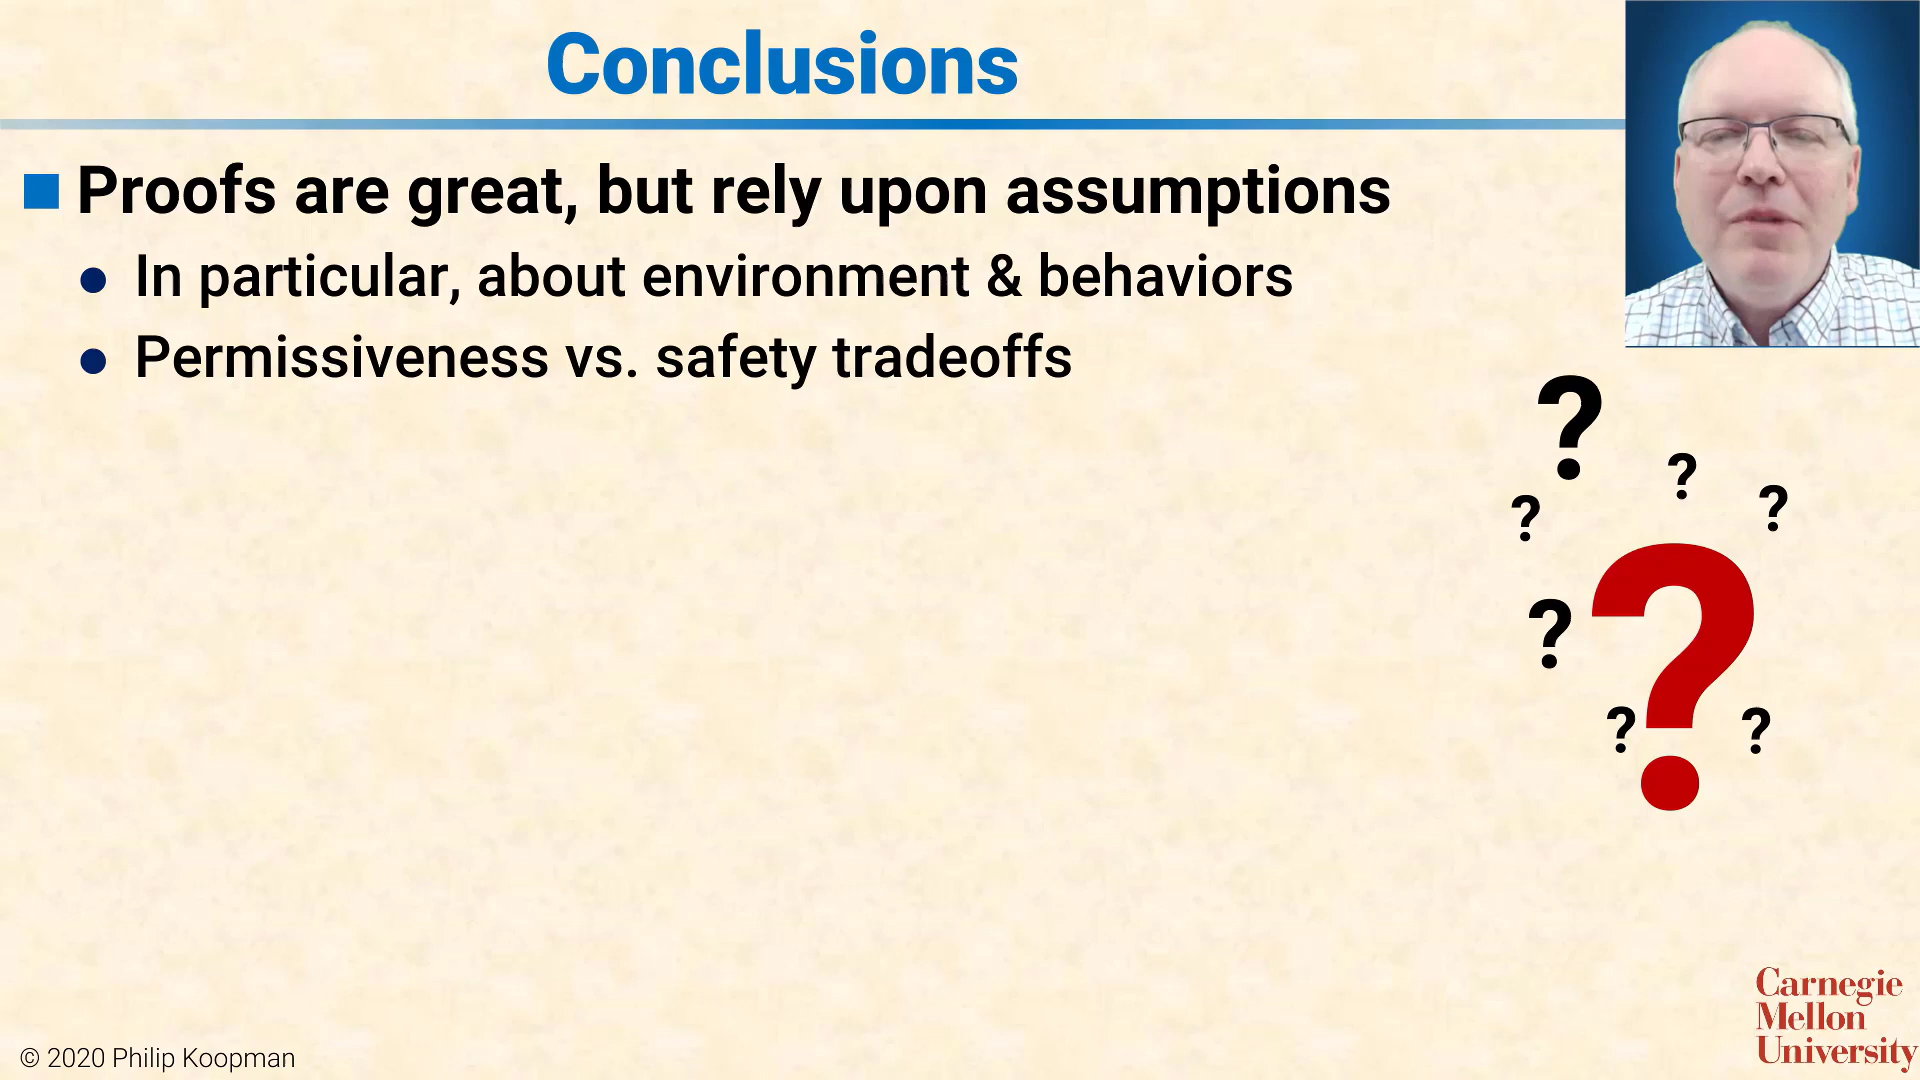 Conclusions
Proofs are great, but rely upon assumptions
In particular, about environment & behaviors
Permissiveness vs. safety tradeoffs
?
?
?
?
?
?
?
?
Carnegie
Mellon
University
© 2020 Philip Koopman